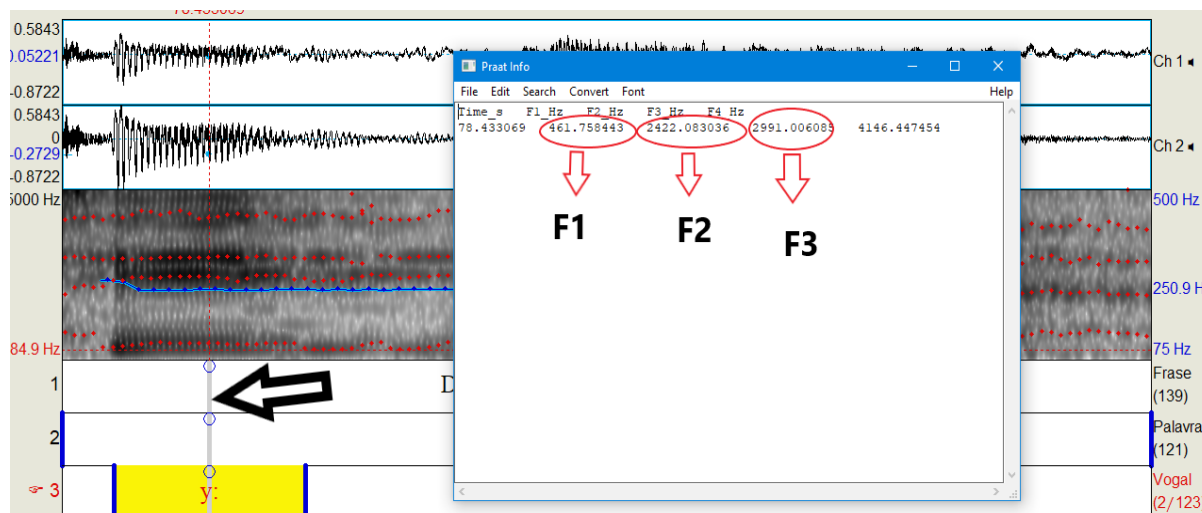 78.433069
0.5843
0.05221
-0.8722
0.5843
0
-0.2729
-0.8722
5000 Hz
84.9 Hz
Ch 1
Ch 2
500 Hz
250.9 H
75 Hz
Praat Info
File Edit Search Convert Font Help
Time_s F1_Hz F2_Hz F3_Hz F4_Hz
78.433069 461.758443 2422.083036 2991.006085 4146.447454
F1 F2 F3
1 D Frase
(139)
2 Palavra
(121)
3 y: Vogal
(2/123